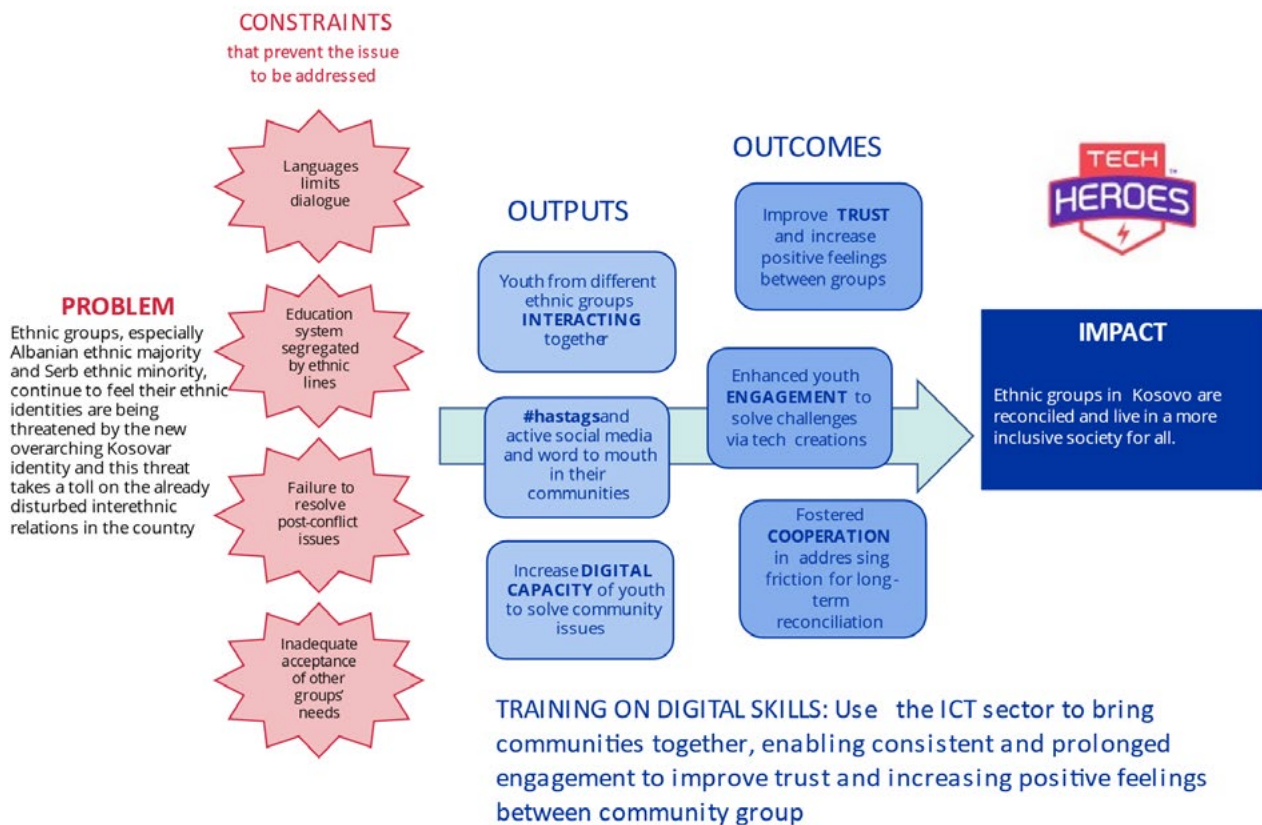 CONSTRAINTS
that prevent the issue
to be addressed
Languages
limits
dialogue
Education
system
segregated
by ethnic
lines
Failure to
resolve
post-conflict
issues
Inadequate
acceptance
of other
groups'
needs
PROBLEM
Ethnic groups, especially
Albanian ethnic majority
and Serb ethnic minority,
continue to feel their ethnic
identities are being
threatened by the new
overarching Kosovar
identity and this threat
takes a toll on the already
disturbed interethnic
relations in the country
OUTPUTS
Youth from different
ethnic groups
INTERACTING
together
#hastags and
active social media
and word to mouth
in their
communities
Increase DIGITAL
CAPACITY of youth
to solve community
issues
OUTCOMES
Improve TRUST
and increase
positive feelings
between groups
Enhanced youth
ENGAGEMENT to
solve challenges
via tech creations
Fostered
COOPERATION
in addres sing
friction for long-
term
reconciliation
TECH
HEROES
TM
IMPACT
Ethnic groups in Kosovo are
reconciled and live in a more
inclusive society for all.
TRAINING ON DIGITAL SKILLS: Use the ICT sector to bring
communities together, enabling consistent and prolonged
engagement to improve trust and increasing positive feelings
between community group